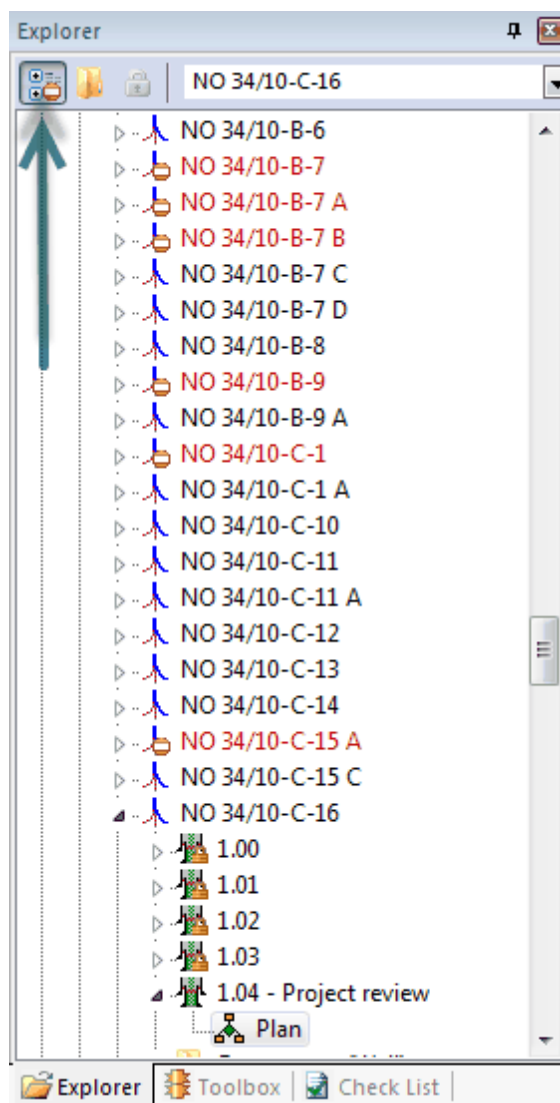 Explorer
NO 34/10-C-16
NO 34/10-B-6
NO 34/10-B-7
NO 34/10-B-7 A
NO 34/10-B-7 B
NO 34/10-B-7 C
NO 34/10-B-7 D
NO 34/10-B-8
NO 34/10-B-9
NO 34/10-B-9 A
NO 34/10-C-1
NO 34/10-C-1 A
NO 34/10-C-10
NO 34/10-C-11
NO 34/10-C-11 A
NO 34/10-C-12
NO 34/10-C-13
NO 34/10-C-14
NO 34/10-C-15 A
NO 34/10-C-15 C
NO 34/10-C-16
1.00
1.01
1.02
1.03
1.04 - Project review
Plan
Explorer Toolbox Check List